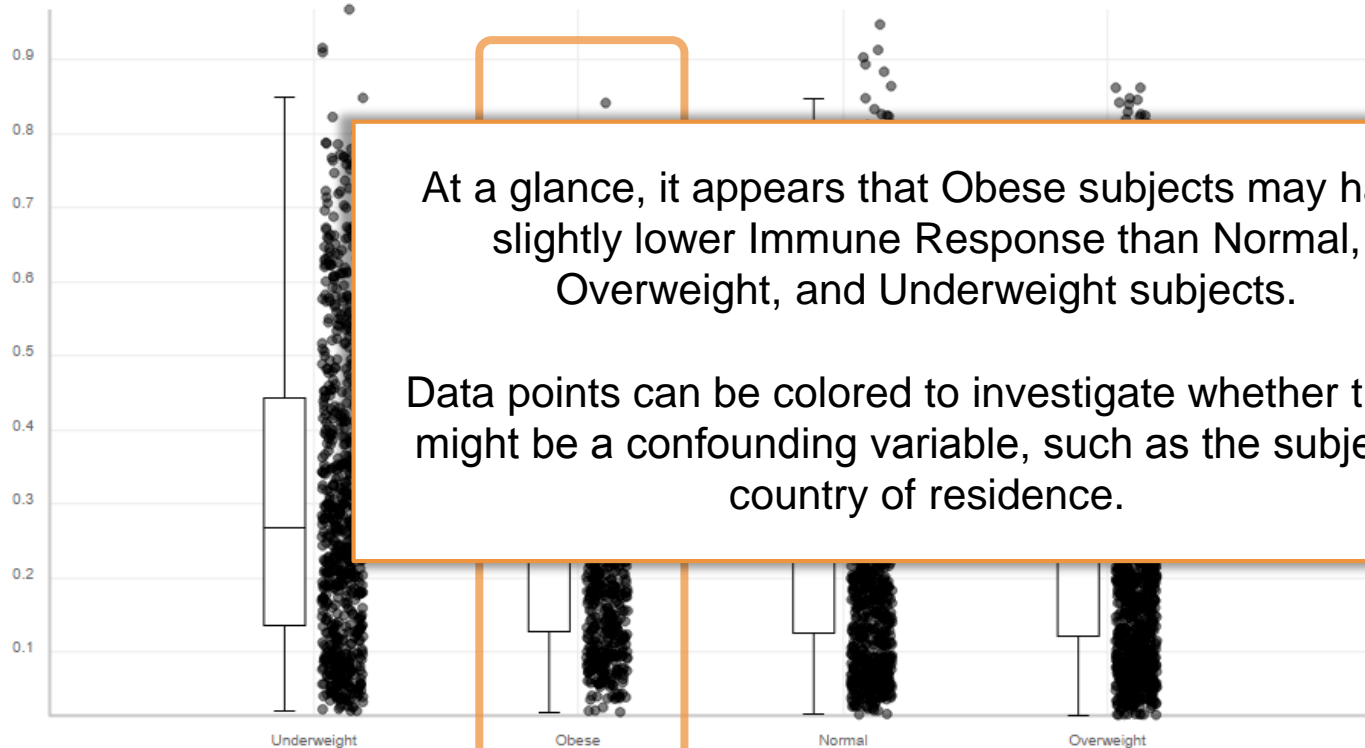 0.9
0.8
0.7
0.6
0.5
0.4
0.3
0.2
0.1
At a glance, it appears that Obese subjects may
slightly lower Immune Response than Normal,
Overweight, and Underweight subjects.
Data points can be colored to investigate whether
might be a confounding variable, such as the
country of residence.
Underweight
Obese
Normal
Overweight